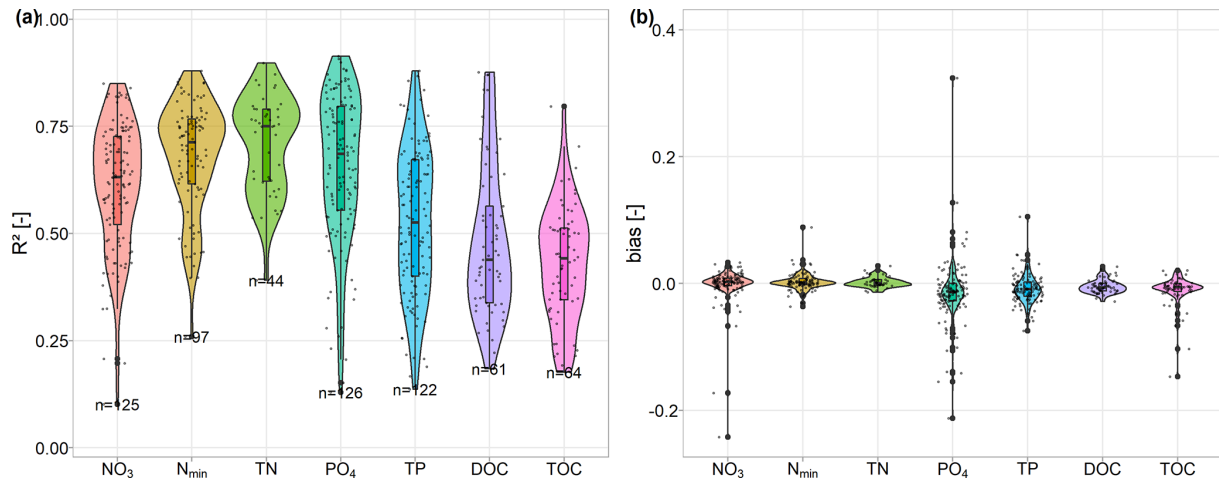 (a)
R² [-]
1.00
0.75
0.50
0.25
0.00
n=125
n=97
n=44
n=126
n=122
n=61
n=64
NO₃
Nmin
TN
PO₄
TP
DOC
TOC
(b)
bias [-]
0.4
0.2
0.0
-0.2
NO₃
Nmin
TN
PO₄
TP
DOC
TOC